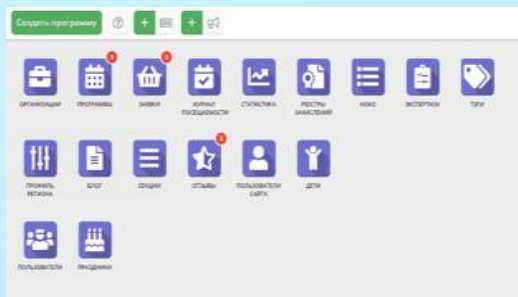 Создать программу
ОРГАНИЗАЦИИ ПРОГРАММЫ ЗАЯВКИ ЖУРНАЛ ПОСЕЩАЕМОСТИ СТАТИСТИКА РЕЕСТРЫ ЗАЧИСЛЕНИЙ НОКО ЭКСПЕРТИЗЫ ТЭГИ
ПРОФИЛЬ РЕГИОНА БЛОГ СЕКЦИИ ОТЗЫВЫ ПОЛЬЗОВАТЕЛИ САЙТА ДЕТИ
ПОЛЬЗОВАТЕЛИ ПРАЗДНИКИ